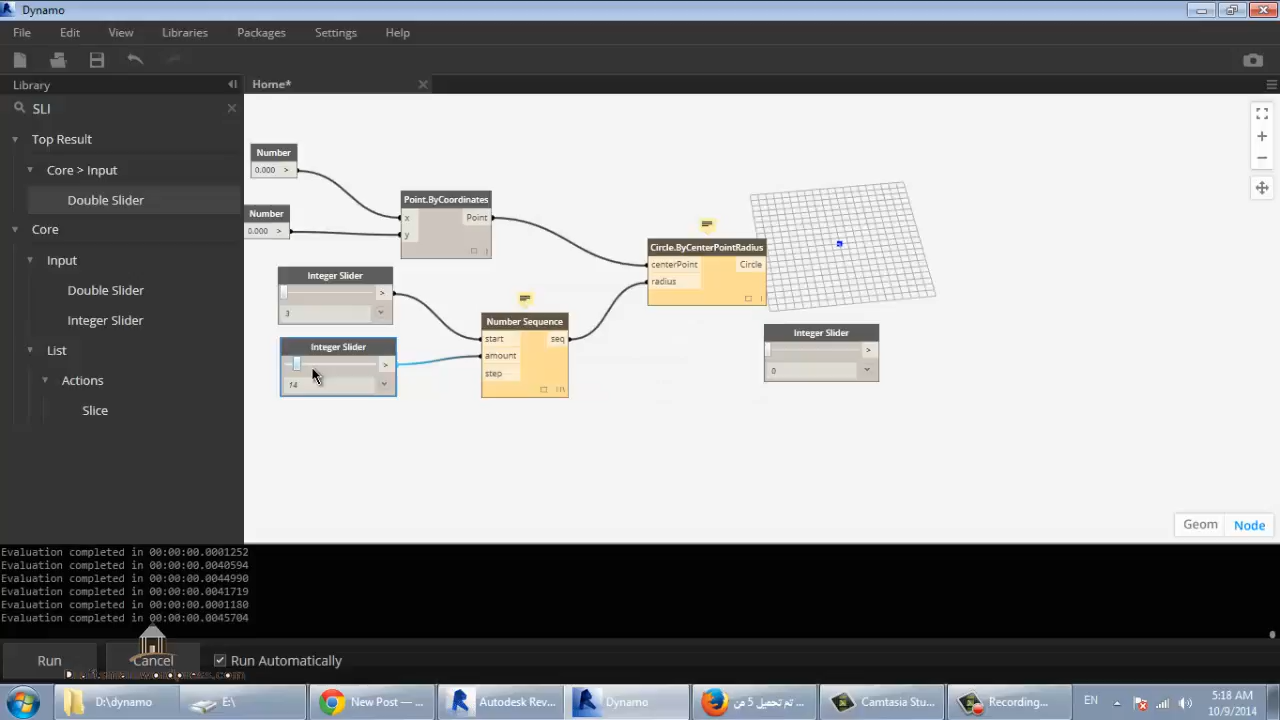 Dynamo
File Edit View Libraries Packages Settings Help
Library
Home*
SLI
Top Result
Core > Input
Double Slider
Core
Input
Double Slider
Integer Slider
List
Actions
Slice
Number
0.000 >
Number
0.000 >
Point.ByCoordinates
x Point
y
Integer Slider
>
3
Integer Slider
>
14
Number Sequence
start seq
amount
step
Circle.ByCenterPointRadius
centerPoint Circle
radius
Integer Slider
>
0
Geom Node
Evaluation completed in 00:00:00.0001252
Evaluation completed in 00:00:00.0040594
Evaluation completed in 00:00:00.0044990
Evaluation completed in 00:00:00.0041719
Evaluation completed in 00:00:00.0001180
Evaluation completed in 00:00:00.0045704
Run Cancel Run Automatically
D:\dynamo E:\ New Post — ... Autodesk Rev... Dynamo تم تحميل 5 من ... Camtasia Stu... Recording... EN 5:18 AM
10/9/2014